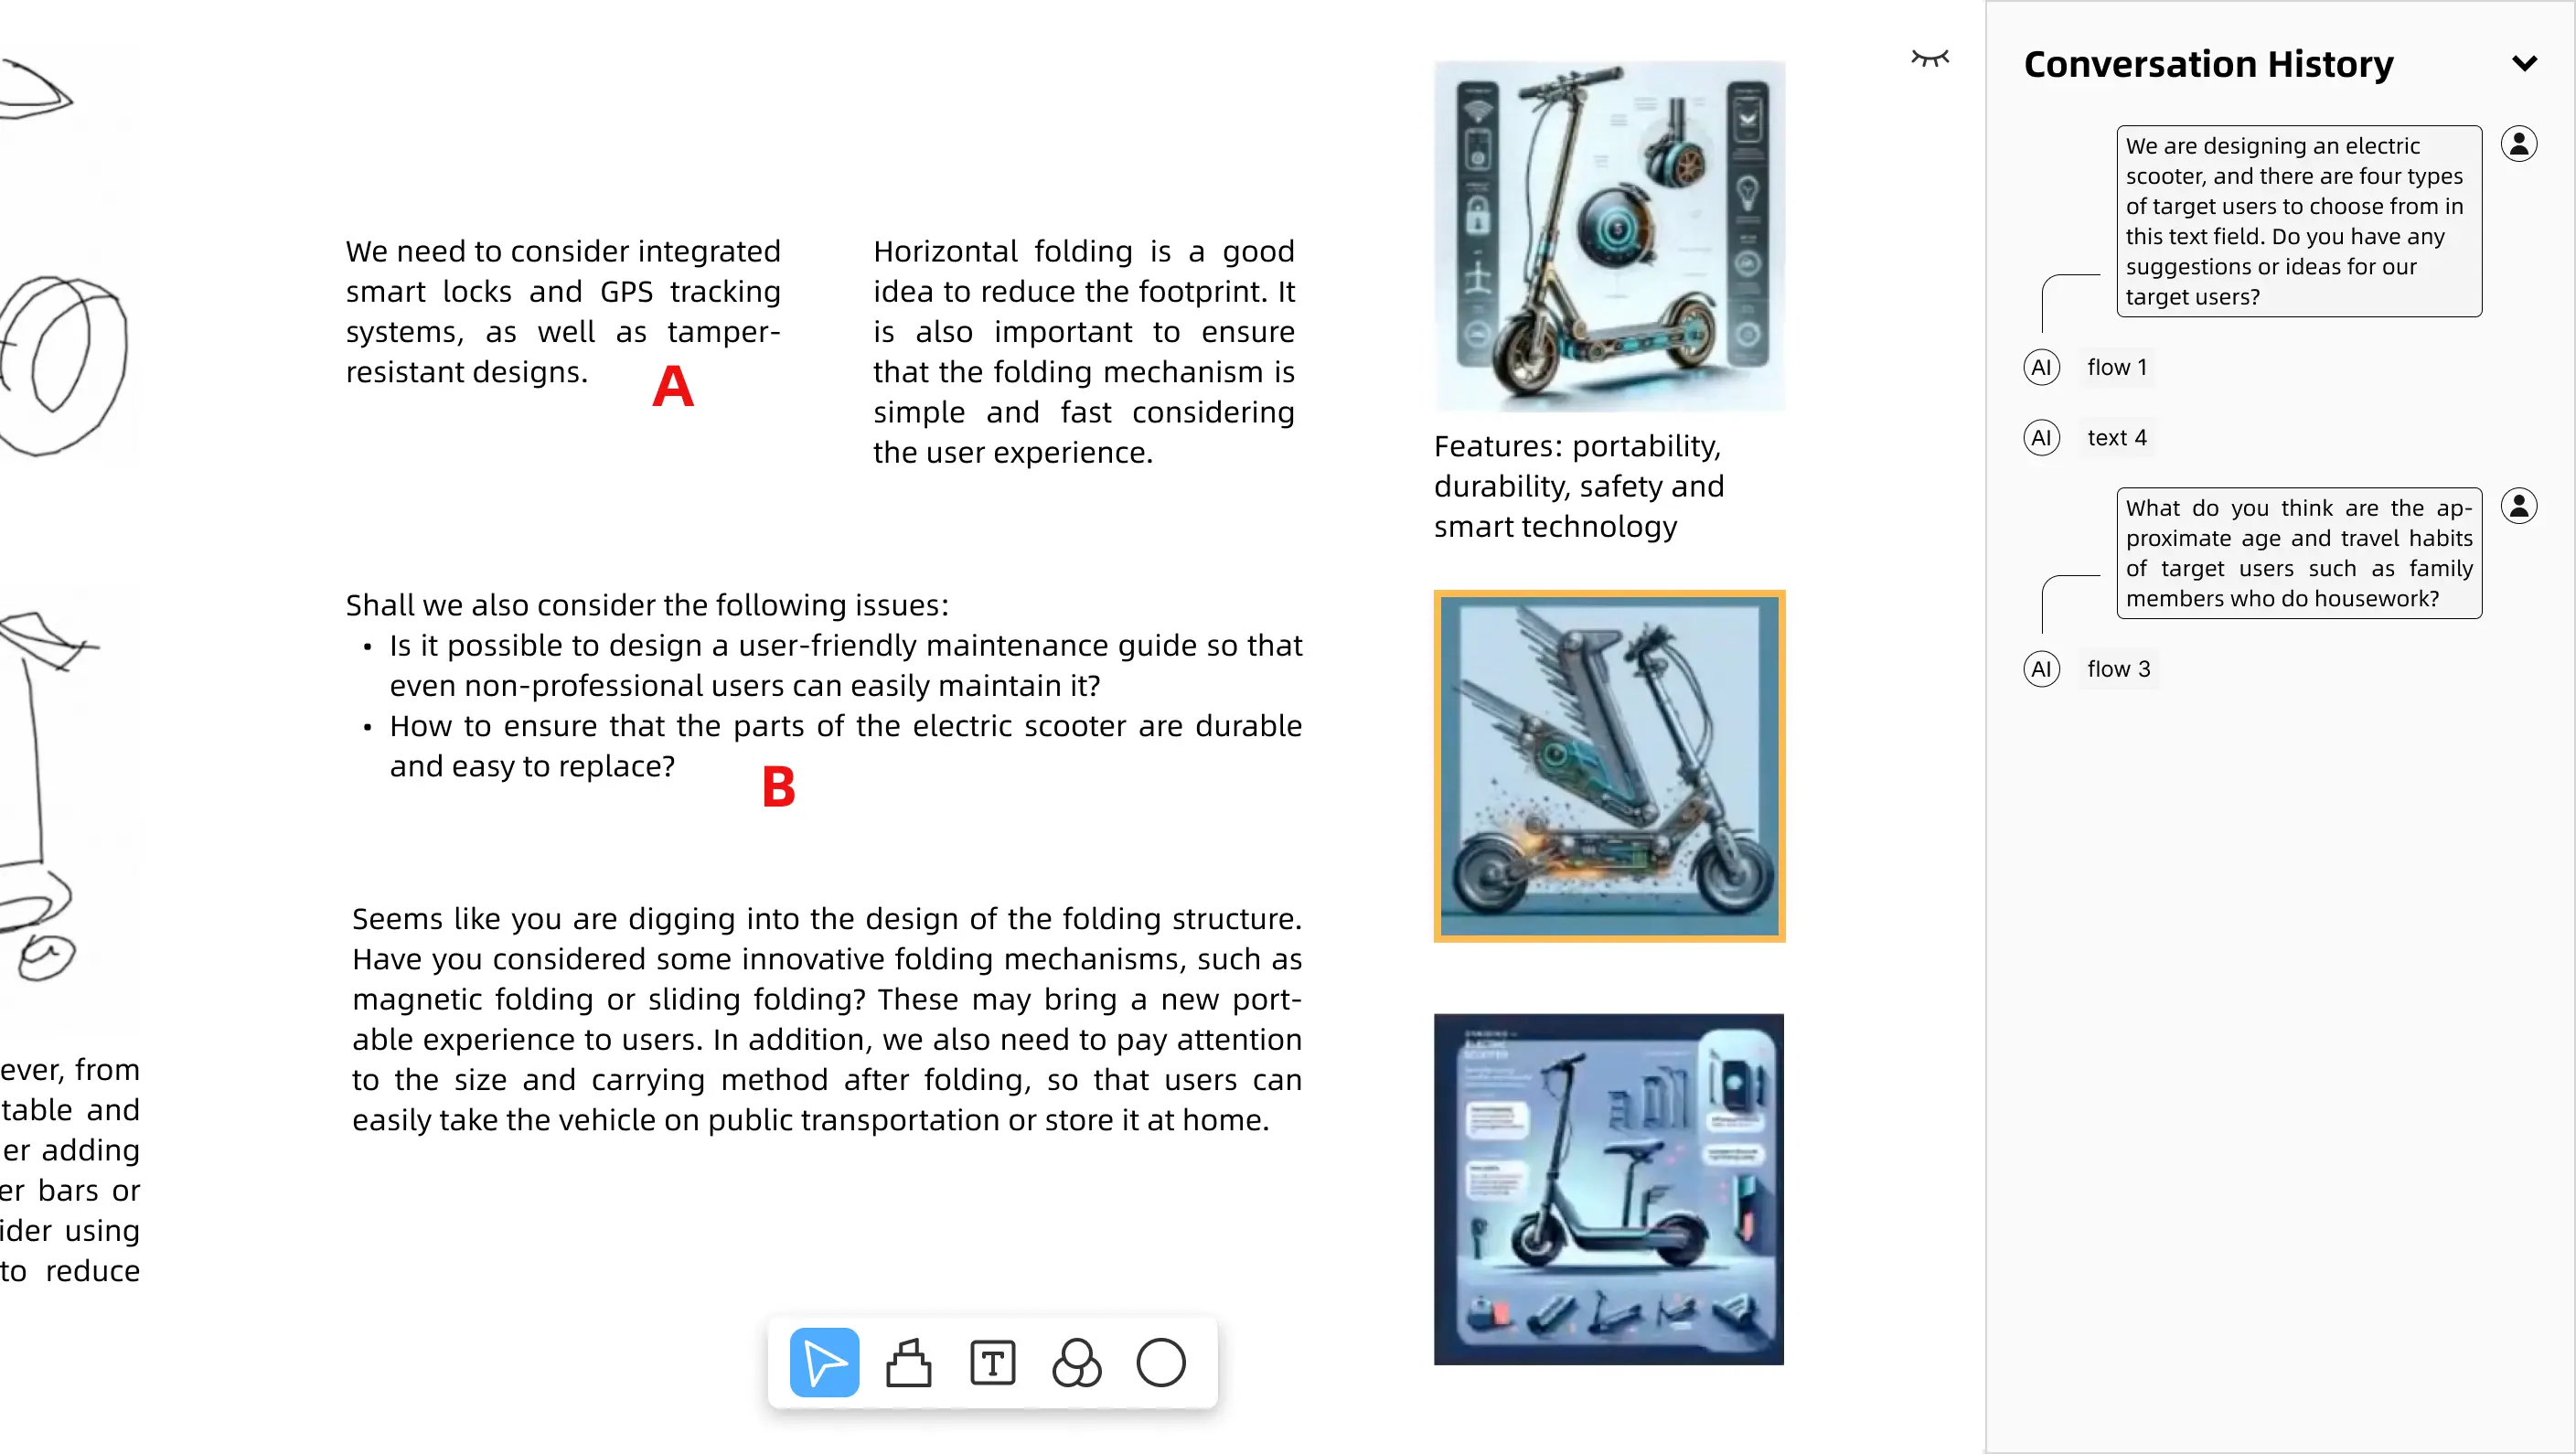 We need to consider integrated
smart locks and GPS tracking
systems, as well as tamper-
resistant designs.
A
Horizontal folding is a good
idea to reduce the footprint. It
is also important to ensure
that the folding mechanism is
simple and fast considering
the user experience.
Shall we also consider the following issues:
• Is it possible to design a user-friendly maintenance guide so that
even non-professional users can easily maintain it?
• How to ensure that the parts of the electric scooter are durable
and easy to replace?
B
Seems like you are digging into the design of the folding structure.
Have you considered some innovative folding mechanisms, such as
magnetic folding or sliding folding? These may bring a new port-
able experience to users. In addition, we also need to pay attention
to the size and carrying method after folding, so that users can
easily take the vehicle on public transportation or store it at home.
ever, from
table and
er adding
er bars or
ider using
to reduce
Features: portability,
durability, safety and
smart technology
T
Conversation History
We are designing an electric
scooter, and there are four types
of target users to choose from in
this text field. Do you have any
suggestions or ideas for our
target users?
AI flow 1
AI text 4
What do you think are the ap-
proximate age and travel habits
of target users such as family
members who do housework?
AI flow 3